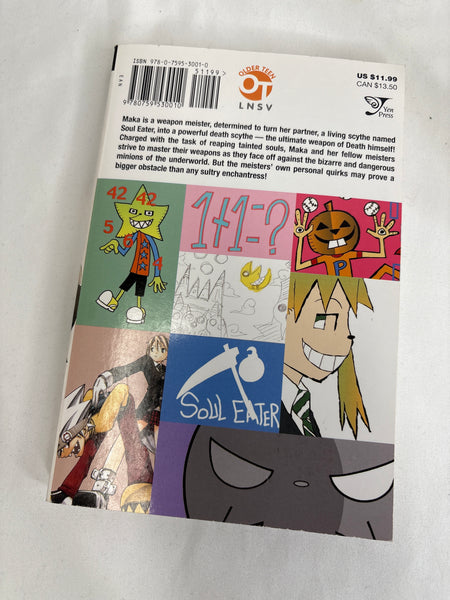 ISBN 978-0-7595-3001-0
51199>
EAN
9780759530010
OLDER TEEN
OT
LNSV
US $11.99
CAN $13.50
Yen
Press
Maka is a weapon meister, determined to turn her partner, a living scythe named
Soul Eater, into a powerful death scythe — the ultimate weapon of Death himself!
Charged with the task of reaping tainted souls, Maka and her fellow meisters
strive to master their weapons as they face off against the bizarre and dangerous
minions of the underworld. But the meisters' own personal quirks may prove a
bigger obstacle than any sultry enchantress!
42 42
5
1+1=?
P
SOUL EATER